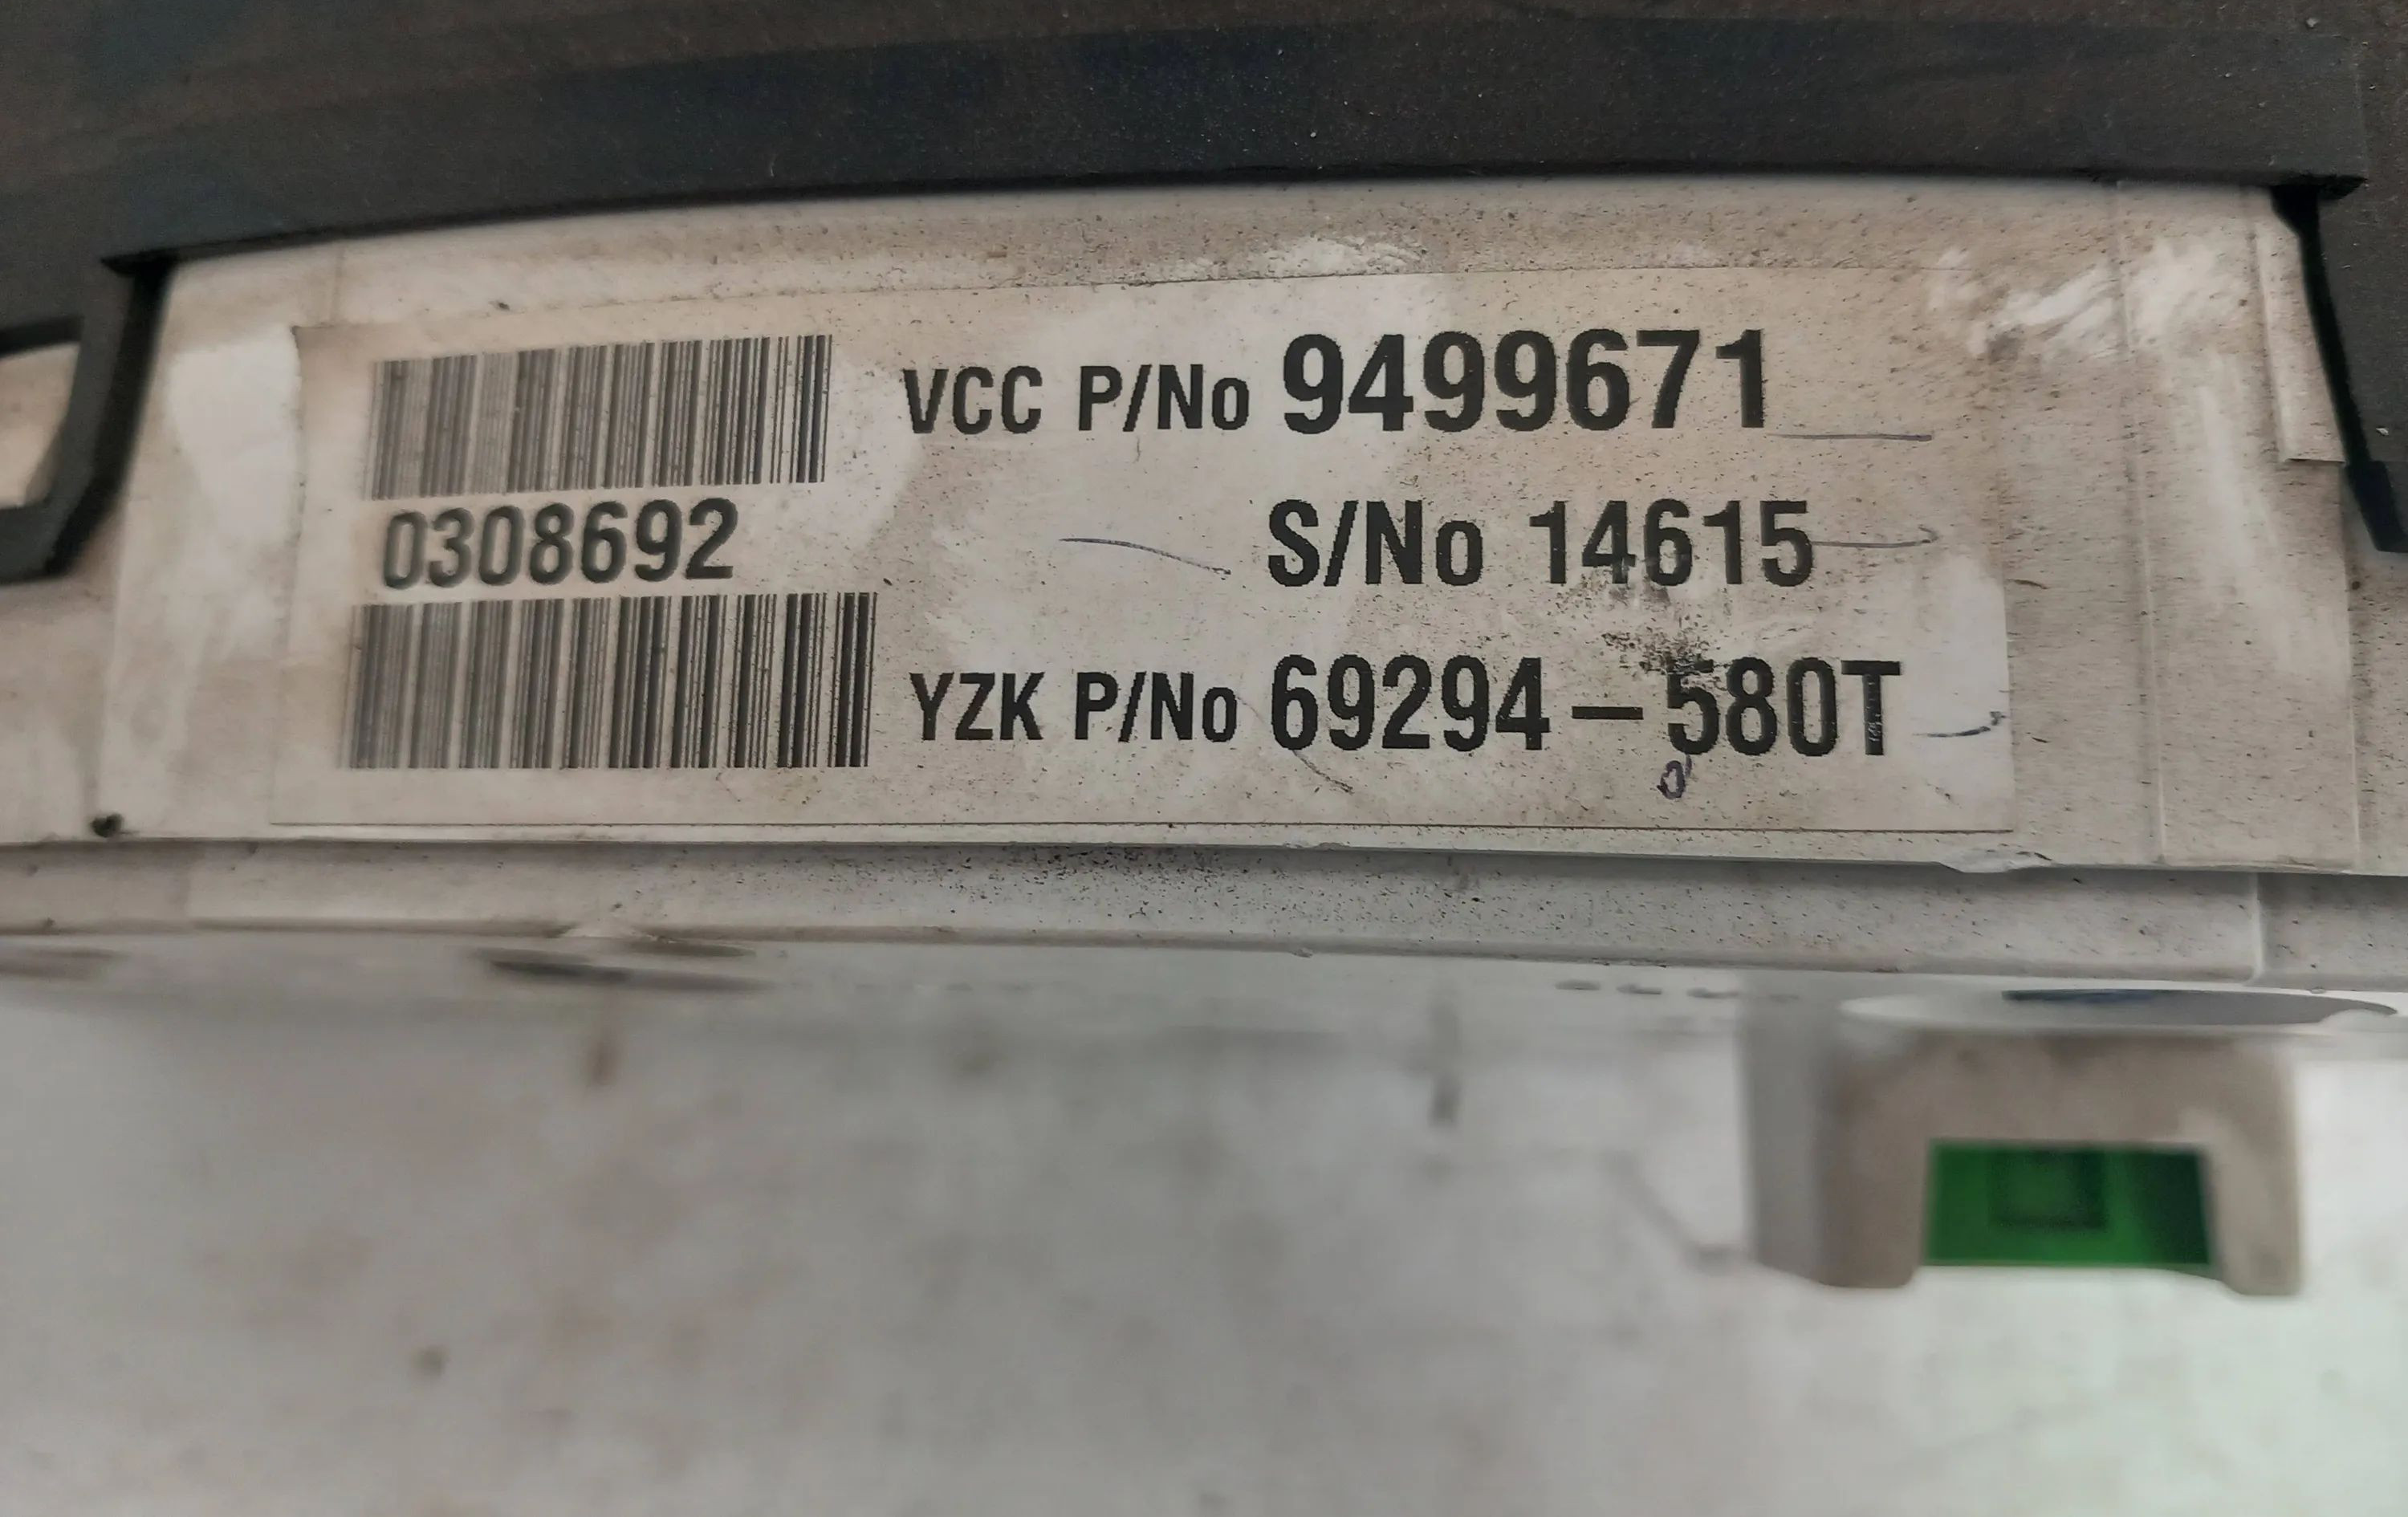 VCC P/No 9499671
0308692
S/No 14615
YZK P/No 69294-580T